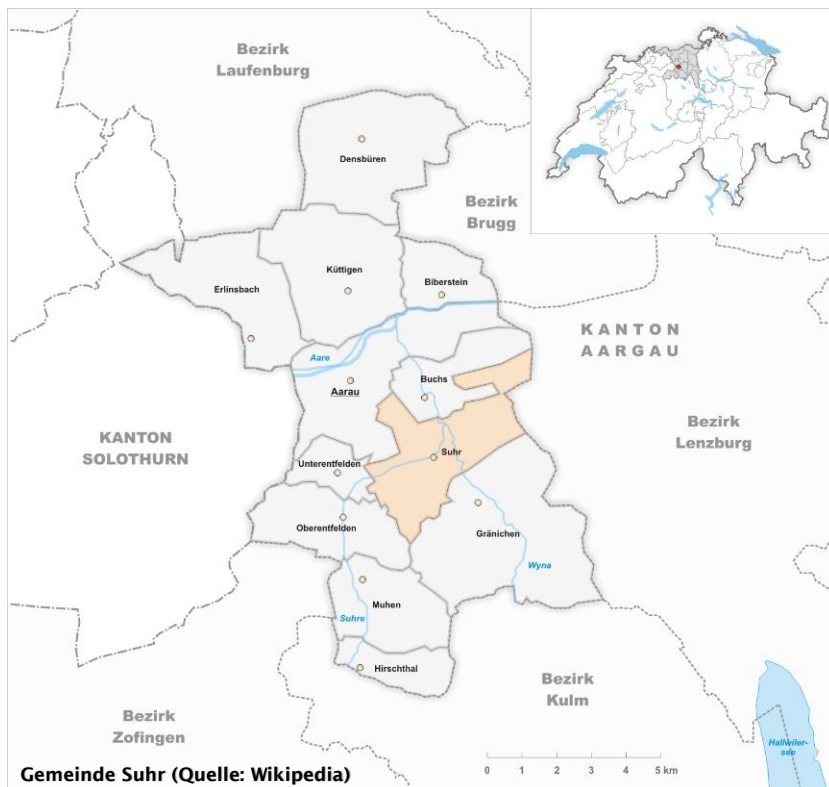 Bezirk
Laufenburg
Densbüren
Bezirk
Brugg
Küttigen
Biberstein
Erlinsbach
KANTON
AARGAU
Aare
Buchs
Aarau
Bezirk
Lenzburg
KANTON
SOLOTHURN
Suhr
Unterentfelden
Oberentfelden
Gränichen
Wyna
Muhen
Suhre
Hirschthal
Bezirk
Kulm
Bezirk
Zofingen
Hallwiler-
see
0 1 2 3 4 5 km
Gemeinde Suhr (Quelle: Wikipedia)